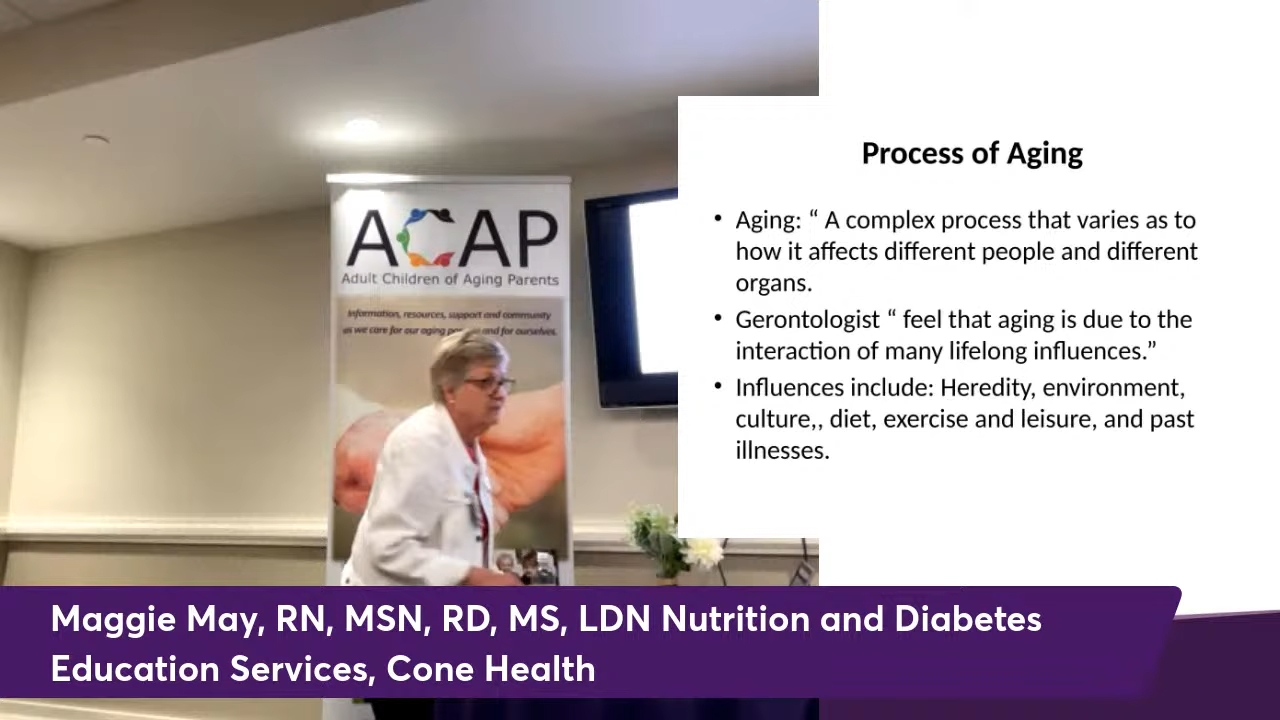 ACAP
Adult Children of Aging Parents
Information, resources, support and community
as we care for our aging and for ourselves.
Process of Aging
• Aging: “ A complex process that varies as to
how it affects different people and different
organs.
• Gerontologist “ feel that aging is due to the
interaction of many lifelong influences.”
• Influences include: Heredity, environment,
culture,, diet, exercise and leisure, and past
illnesses.
Maggie May, RN, MSN, RD, MS, LDN Nutrition and Diabetes
Education Services, Cone Health